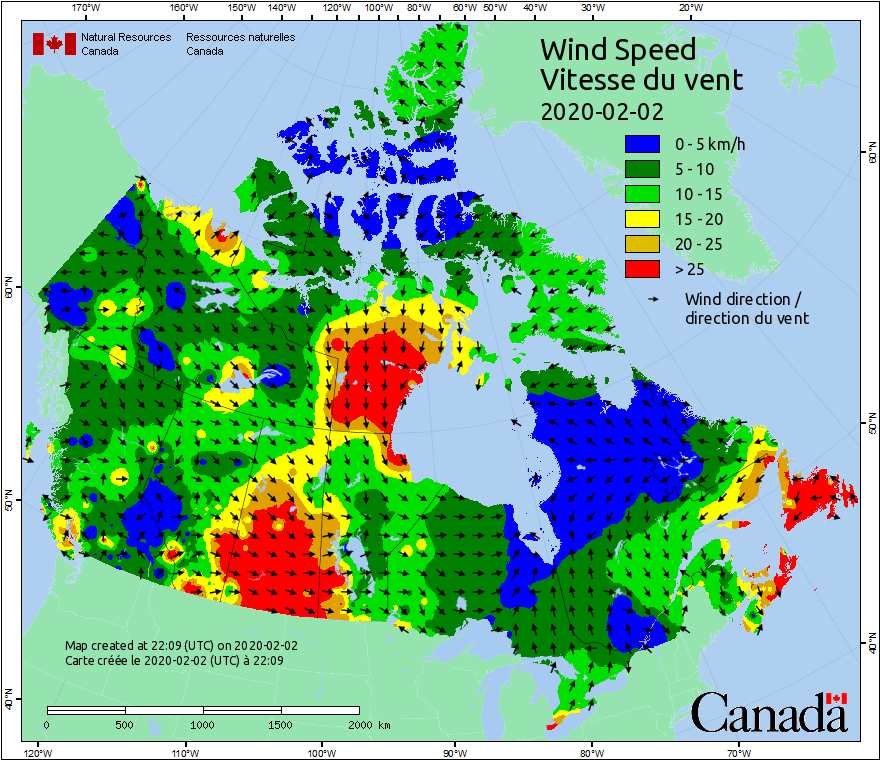 170°W 160°W 150°W 140°W 120°W 100°W 80°W 60°W 50°W 40°W 30°W 20°W
Natural Resources Ressources naturelles
Canada Canada
Wind Speed
Vitesse du vent
2020-02-02
0 - 5 km/h
5 - 10
10 - 15
15 - 20
20 - 25
> 25
Wind direction /
direction du vent
60°N
60°N
50°N
50°N
40°N
40°N
Map created at 22:09 (UTC) on 2020-02-02
Carte créée le 2020-02-02 (UTC) à 22:09
0 500 1000 1500 2000 km
Canada
120°W 110°W 100°W 90°W 80°W 70°W